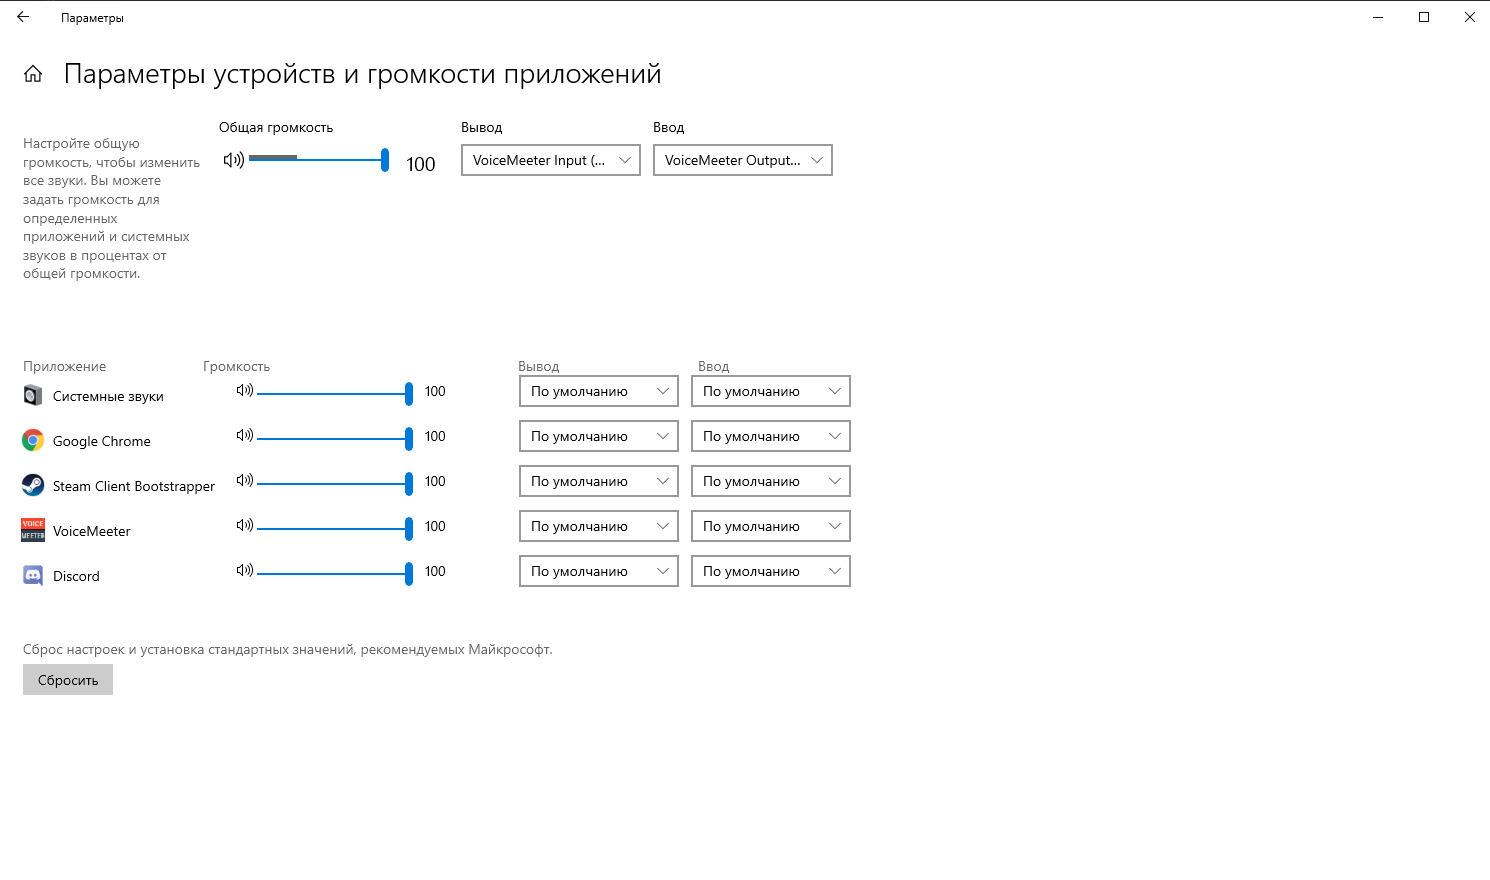 Параметры
Параметры устройств и громкости приложений
Настройте общую
громкость, чтобы изменить
все звуки. Вы можете
задать громкость для
определенных
приложений и системных
звуков в процентах от
общей громкости.
Общая громкость
100
Вывод
VoiceMeeter Input (...
Ввод
VoiceMeeter Output...
Приложение Громкость Вывод Ввод
Системные звуки 100 По умолчанию По умолчанию
Google Chrome 100 По умолчанию По умолчанию
Steam Client Bootstrapper 100 По умолчанию По умолчанию
VOICE
MEETER
VoiceMeeter 100 По умолчанию По умолчанию
Discord 100 По умолчанию По умолчанию
Сброс настроек и установка стандартных значений, рекомендуемых Майкрософт.
Сбросить